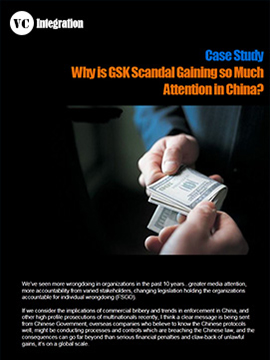 VC Integration
Case Study
Why is GSK Scandal Gaining so Much
Attention in China?
We've seen more wrongdoing in organizations in the past 10 years.. greater media attention,
more accountability from varied stakeholders, changing legislation holding the organizations
accountable for individual wrongdoing (FSGO).
If we consider the implications of commercial bribery and trends in enforcement in China, and
other high profile prosecutions of multinationals recently, I think a clear message is being sent
from Chinese Government, overseas companies who believe to know the Chinese protocols
well, might be conducting processes and controls which are breaching the Chinese law, and the
consequences can go far beyond than serious financial penalties and claw-back of unlawful
gains, it's on a global scale.